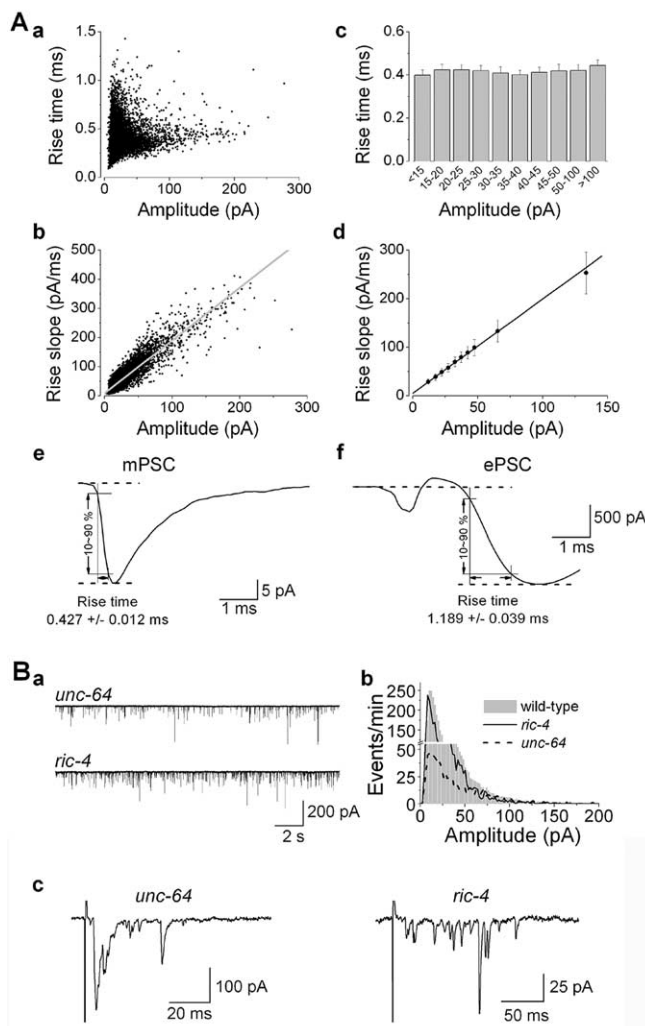 A
a
Rise time (ms)
1.5
1.0
0.5
0.0
0 50 100 150 200 250 300
Amplitude (pA)
c
Rise time (ms)
0.6
0.4
0.2
0.0
<15 15-20 20-25 25-30 30-35 35-40 40-45 45-50 50-100 >100
Amplitude (pA)
b
Rise slope (pA/ms)
500
400
300
200
100
0
0 100 200 300
Amplitude (pA)
d
Rise slope (pA/ms)
300
200
100
0
0 50 100 150
Amplitude (pA)
e
mPSC
10~90 %
Rise time
0.427 +/- 0.012 ms
5 pA
1 ms
f
ePSC
10~90 %
Rise time
1.189 +/- 0.039 ms
500 pA
1 ms
B
a
unc-64
ric-4
200 pA
2 s
b
Events/min
250
200
150
50
25
0
0 50 100 150 200
Amplitude (pA)
wild-type
ric-4
unc-64
c
unc-64
100 pA
20 ms
ric-4
25 pA
50 ms